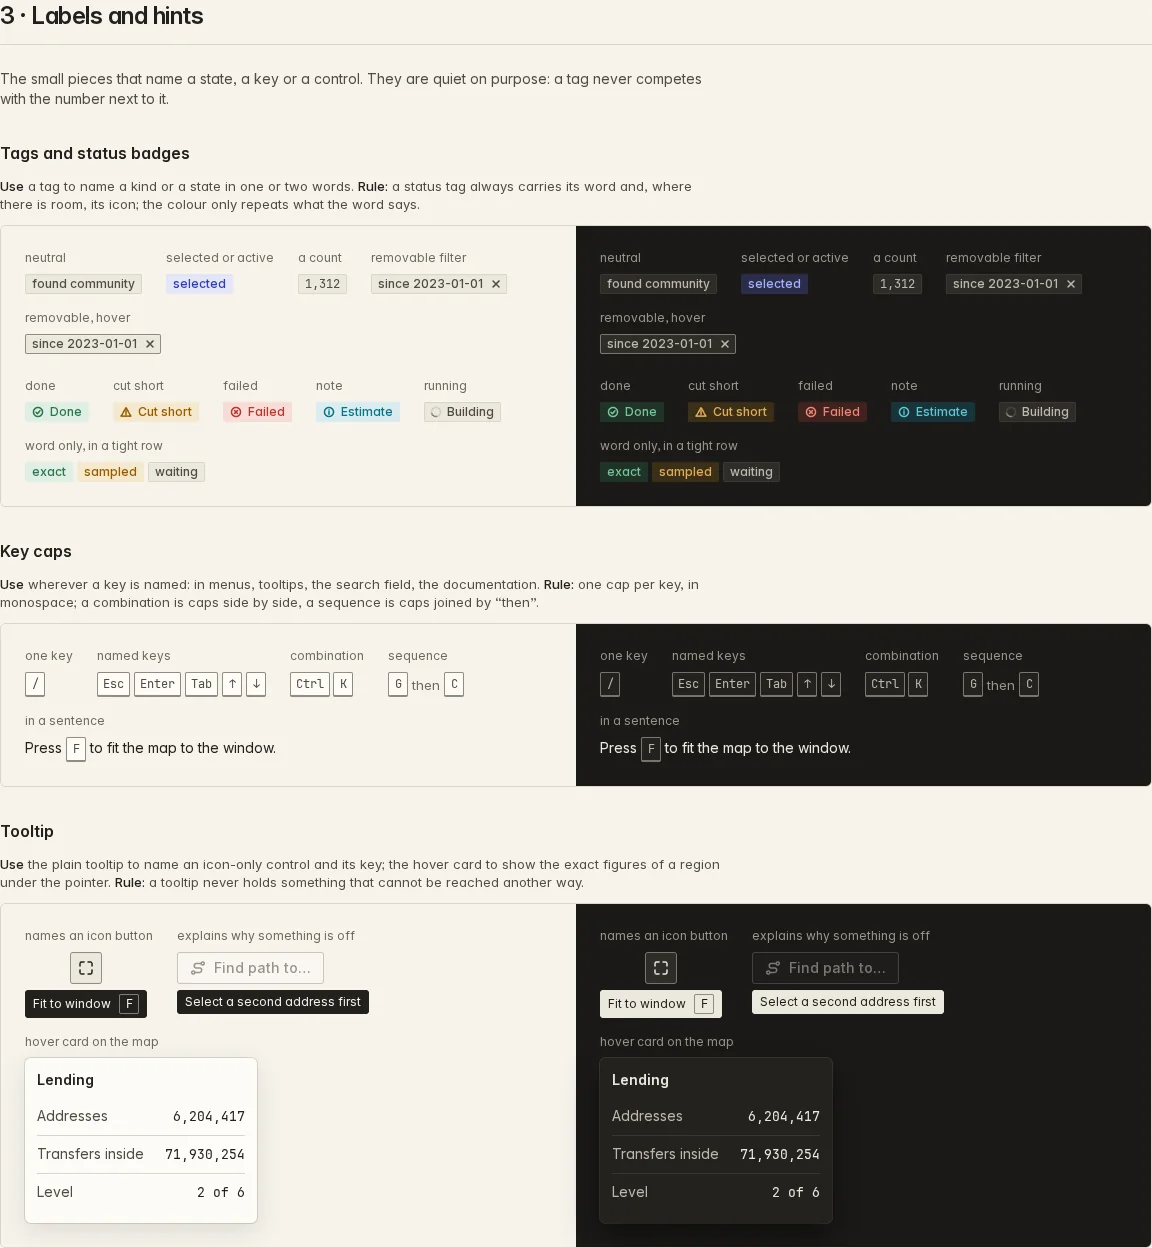 3 · Labels and hints
The small pieces that name a state, a key or a control. They are quiet on purpose: a tag never competes
with the number next to it.
Tags and status badges
Use a tag to name a kind or a state in one or two words. Rule: a status tag always carries its word and, where
there is room, its icon; the colour only repeats what the word says.
neutral selected or active a count removable filter
found community selected 1,312 since 2023-01-01 ×
removable, hover
since 2023-01-01 ×
done cut short failed note running
Done Cut short Failed Estimate Building
word only, in a tight row
exact sampled waiting
neutral selected or active a count removable filter
found community selected 1,312 since 2023-01-01 ×
removable, hover
since 2023-01-01 ×
done cut short failed note running
Done Cut short Failed Estimate Building
word only, in a tight row
exact sampled waiting
Key caps
Use wherever a key is named: in menus, tooltips, the search field, the documentation. Rule: one cap per key, in
monospace; a combination is caps side by side, a sequence is caps joined by “then”.
one key named keys combination sequence
/ Esc Enter Tab ↑ ↓ Ctrl K G then C
in a sentence
Press F to fit the map to the window.
one key named keys combination sequence
/ Esc Enter Tab ↑ ↓ Ctrl K G then C
in a sentence
Press F to fit the map to the window.
Tooltip
Use the plain tooltip to name an icon-only control and its key; the hover card to show the exact figures of a region
under the pointer. Rule: a tooltip never holds something that cannot be reached another way.
names an icon button explains why something is off
Find path to…
Fit to window F Select a second address first
hover card on the map
Lending
Addresses 6,204,417
Transfers inside 71,930,254
Level 2 of 6
names an icon button explains why something is off
Find path to…
Fit to window F Select a second address first
hover card on the map
Lending
Addresses 6,204,417
Transfers inside 71,930,254
Level 2 of 6